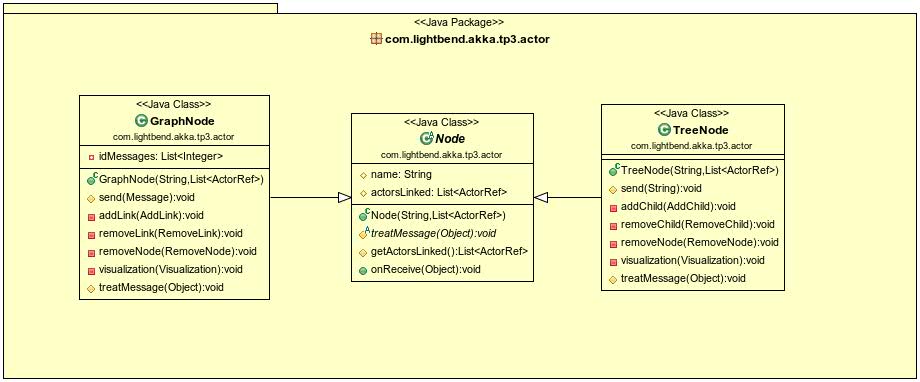 <<Java Package>>
com.lightbend.akka.tp3.actor
<<Java Class>>
GraphNode
com.lightbend.akka.tp3.actor
idMessages: List<Integer>
GraphNode(String,List<ActorRef>)
send(Message):void
addLink(AddLink):void
removeLink(RemoveLink):void
removeNode(RemoveNode):void
visualization(Visualization):void
treatMessage(Object):void
<<Java Class>>
Node
com.lightbend.akka.tp3.actor
name: String
actorsLinked: List<ActorRef>
Node(String,List<ActorRef>)
treatMessage(Object):void
getActorsLinked():List<ActorRef>
onReceive(Object):void
<<Java Class>>
TreeNode
com.lightbend.akka.tp3.actor
TreeNode(String,List<ActorRef>)
send(String):void
addChild(AddChild):void
removeChild(RemoveChild):void
removeNode(RemoveNode):void
visualization(Visualization):void
treatMessage(Object):void